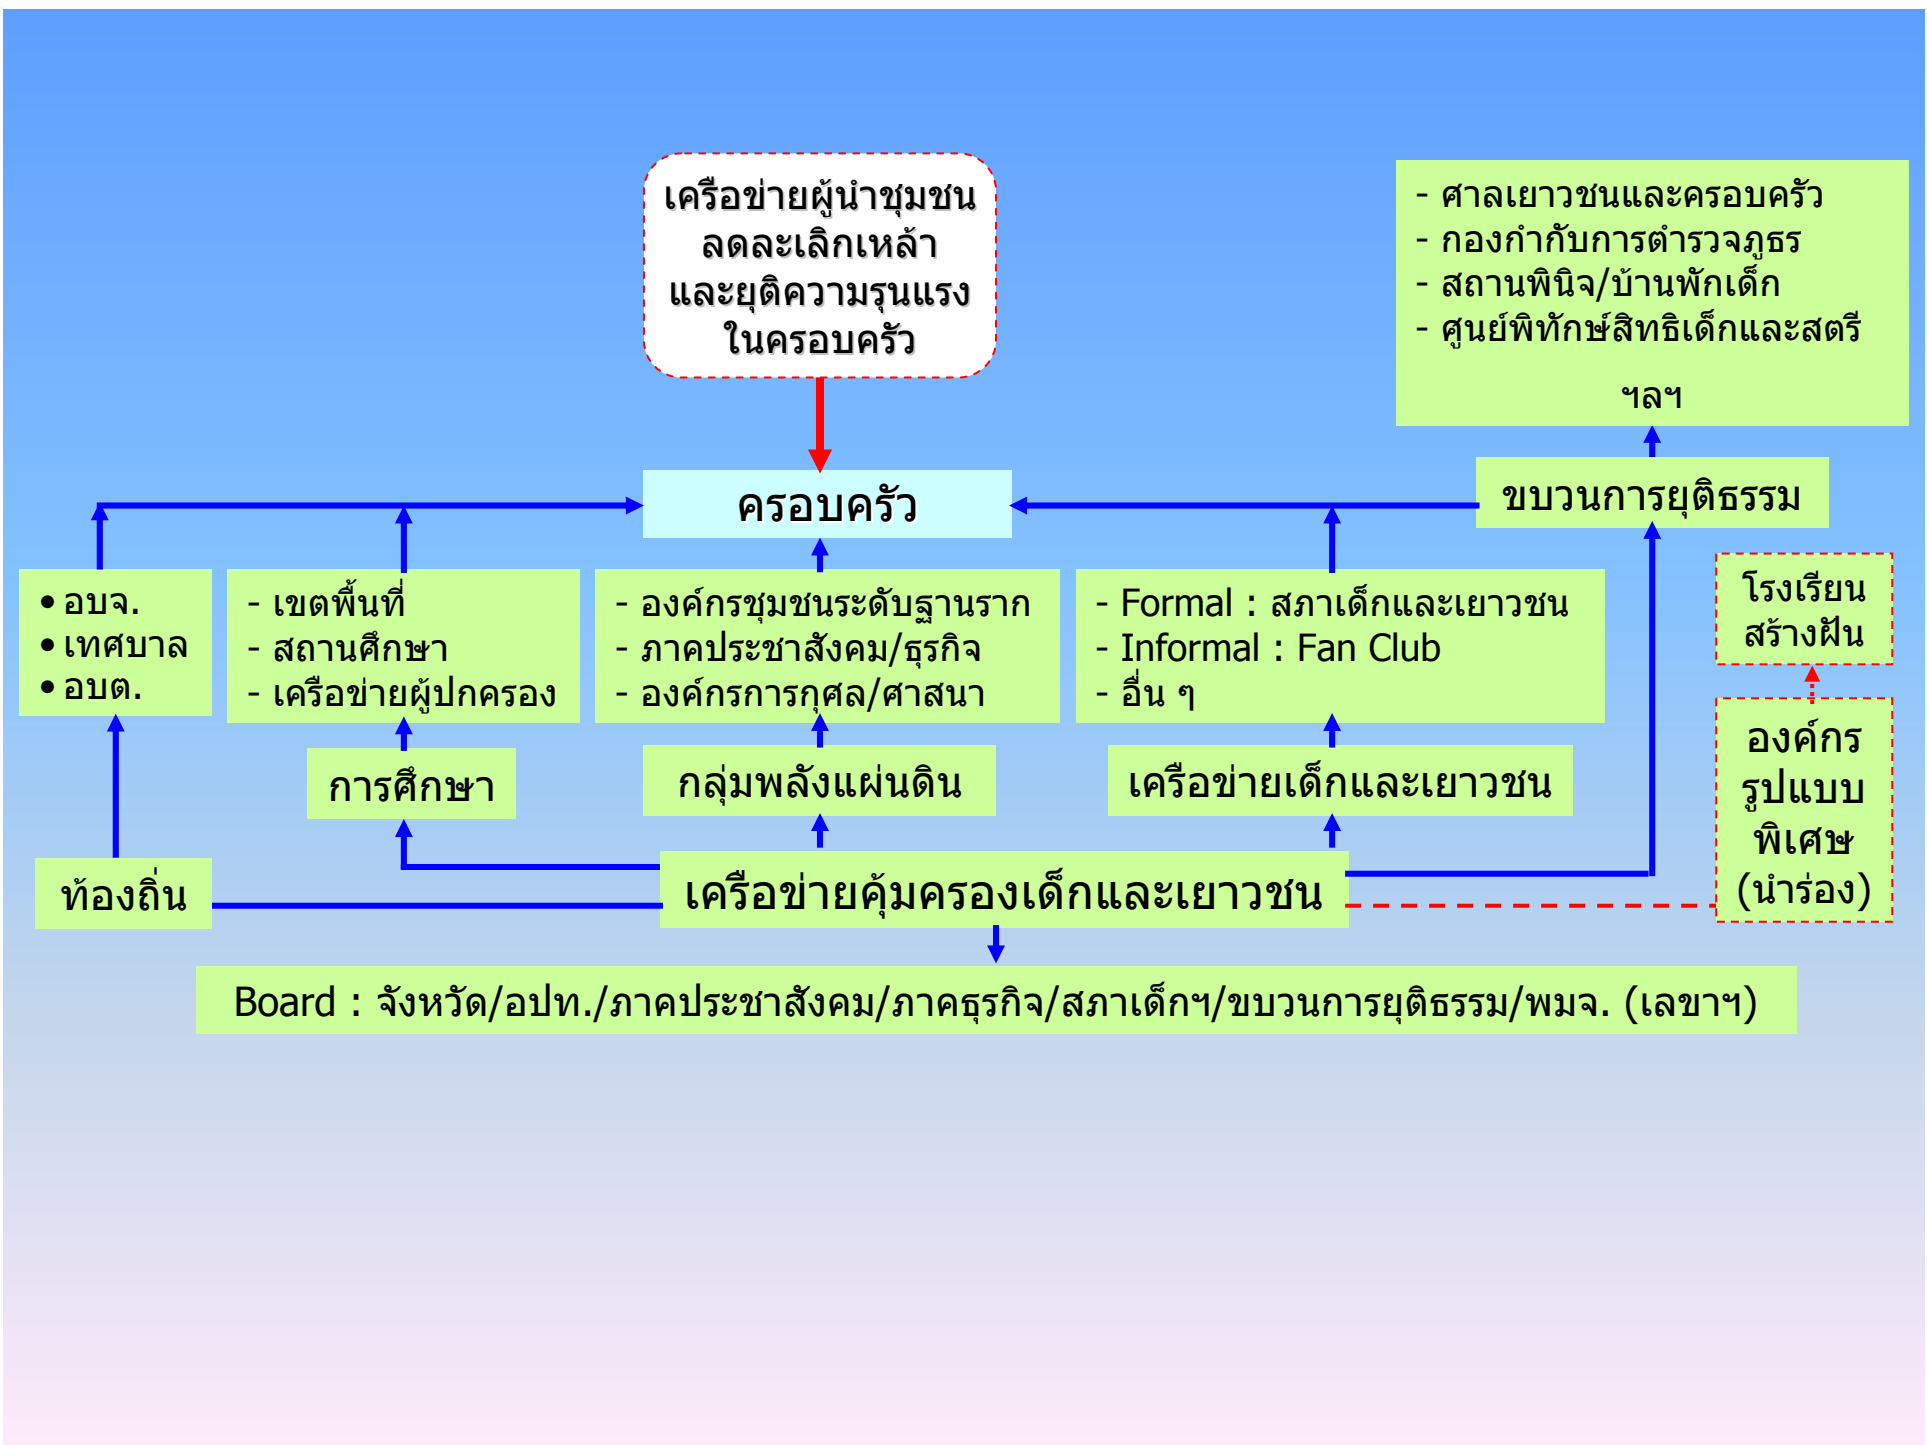 เครือข่ายผู้นำชุมชน
ลดละเลิกเหล้า
และยุติความรุนแรง
ในครอบครัว
- ศาลเยาวชนและครอบครัว
- กองกำกับการตำรวจภูธร
- สถานพินิจ/บ้านพักเด็ก
- ศูนย์พิทักษ์สิทธิเด็กและสตรี
ฯลฯ
ครอบครัว
ขบวนการยุติธรรม
• อบจ.
• เทศบาล
• อบต.
- เขตพื้นที่
- สถานศึกษา
- เครือข่ายผู้ปกครอง
- องค์กรชุมชนระดับฐานราก
- ภาคประชาสังคม/ธุรกิจ
- องค์กรการกุศล/ศาสนา
- Formal : สภาเด็กและเยาวชน
- Informal : Fan Club
- อื่น ๆ
โรงเรียน
สร้างฝัน
การศึกษา
กลุ่มพลังแผ่นดิน
เครือข่ายเด็กและเยาวชน
องค์กร
รูปแบบ
พิเศษ
(นำร่อง)
ท้องถิ่น
เครือข่ายคุ้มครองเด็กและเยาวชน
Board : จังหวัด/อปท./ภาคประชาสังคม/ภาคธุรกิจ/สภาเด็กฯ/ขบวนการยุติธรรม/พมจ. (เลขาฯ)